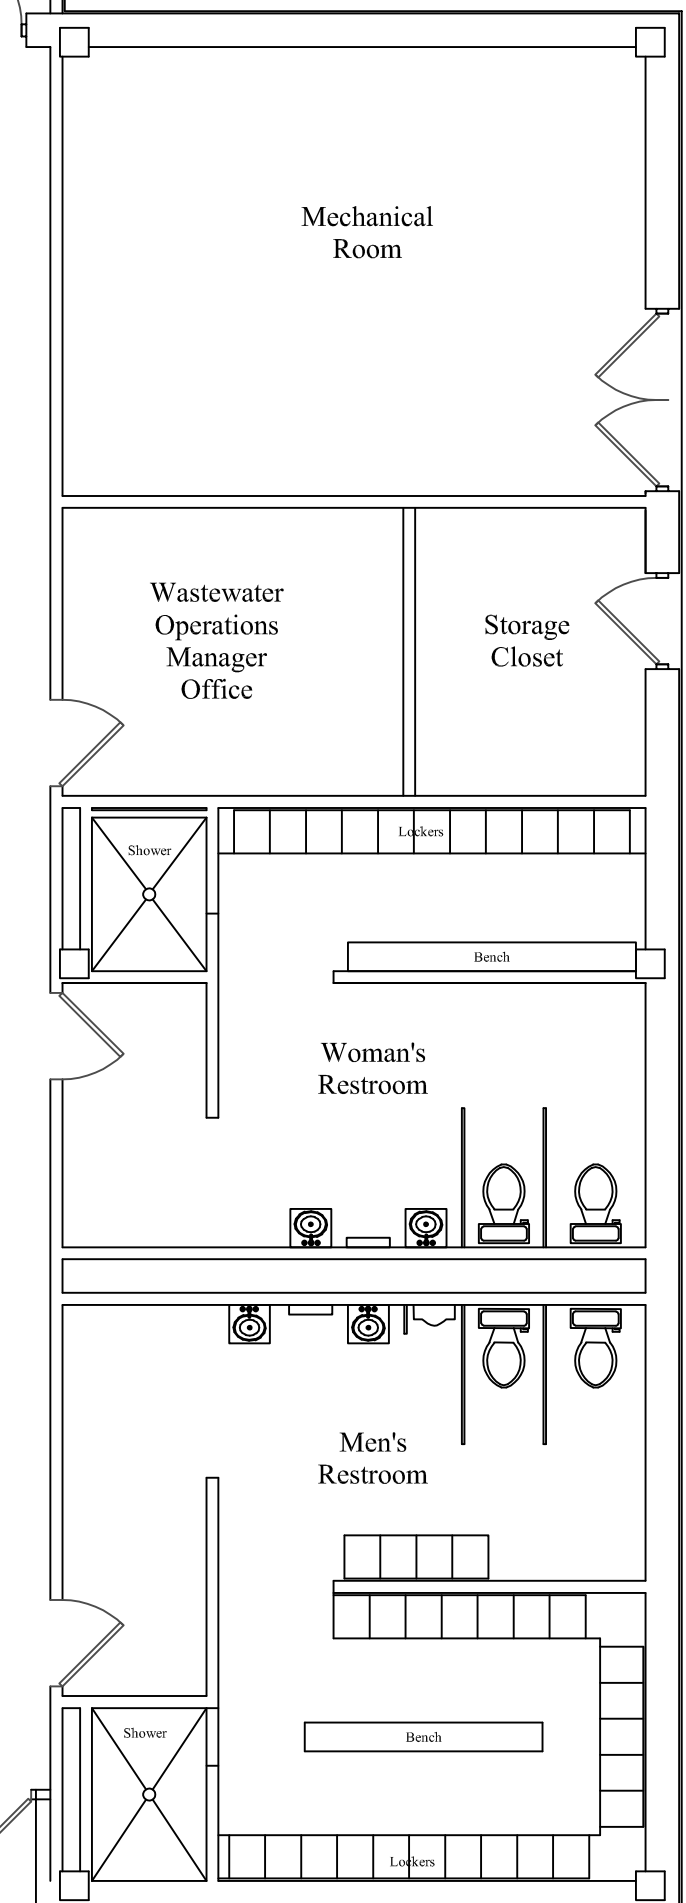 Mechanical
Room
Wastewater
Operations
Manager
Office
Storage
Closet
Lockers
Shower
Bench
Woman's
Restroom
Men's
Restroom
Shower
Bench
Lockers